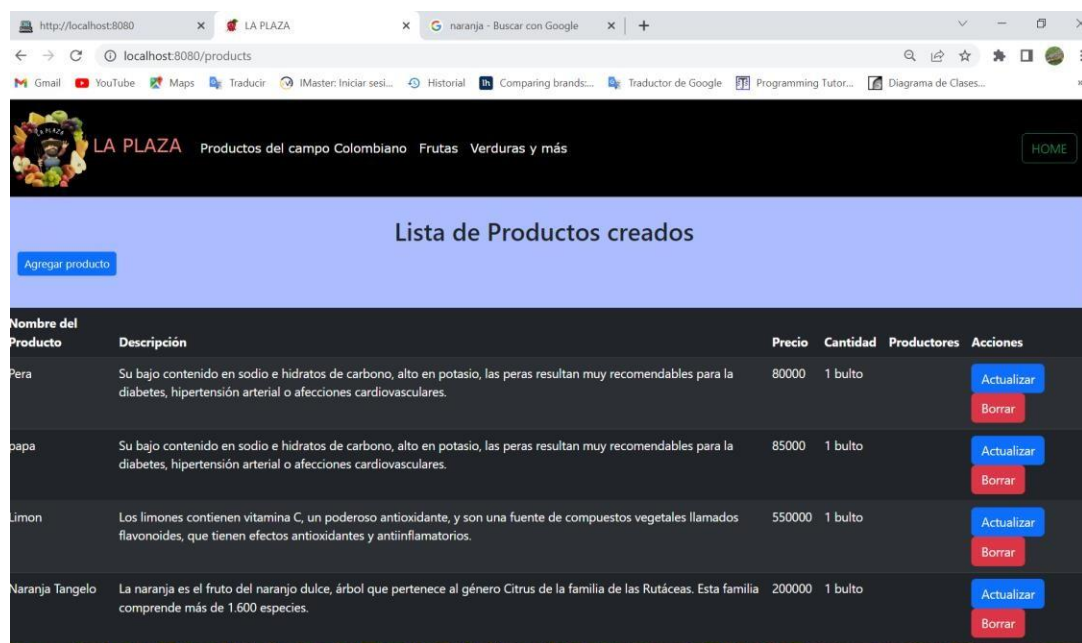 http://localhost:8080
LA PLAZA
naranja - Buscar con Google
localhost:8080/products
Gmail YouTube Maps Traducir IMaster: Iniciar sesi... Historial Comparing brands:... Traductor de Google Programming Tutor... Diagrama de Clases...
LA PLAZA
LA PLAZA Productos del campo Colombiano Frutas Verduras y más HOME
Lista de Productos creados
Agregar producto
Nombre del
Producto Descripción Precio Cantidad Productores Acciones
Pera Su bajo contenido en sodio e hidratos de carbono, alto en potasio, las peras resultan muy recomendables para la 80000 1 bulto Actualizar
diabetes, hipertensión arterial o afecciones cardiovasculares.
Borrar
papa Su bajo contenido en sodio e hidratos de carbono, alto en potasio, las peras resultan muy recomendables para la 85000 1 bulto Actualizar
diabetes, hipertensión arterial o afecciones cardiovasculares.
Borrar
Limon Los limones contienen vitamina C, un poderoso antioxidante, y son una fuente de compuestos vegetales llamados 550000 1 bulto Actualizar
flavonoides, que tienen efectos antioxidantes y antiinflamatorios.
Borrar
Naranja Tangelo La naranja es el fruto del naranjo dulce, árbol que pertenece al género Citrus de la familia de las Rutáceas. Esta familia 200000 1 bulto Actualizar
comprende más de 1.600 especies.
Borrar